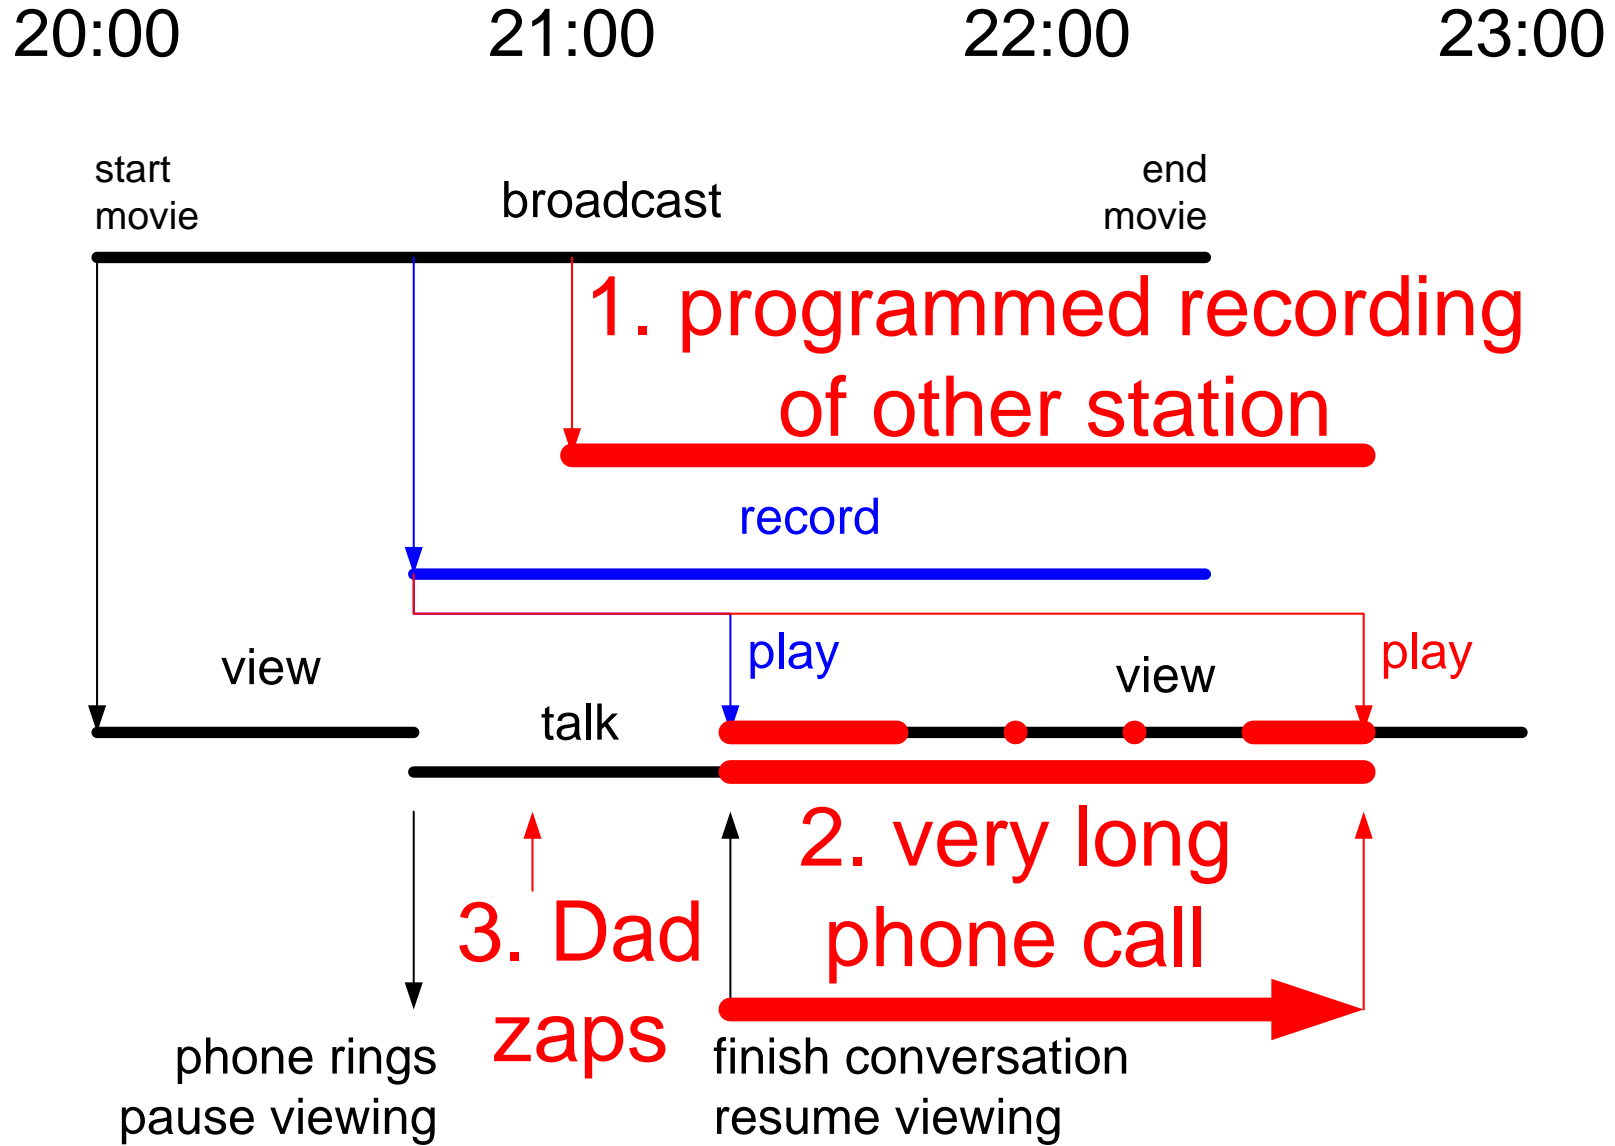 20:00 21:00 22:00 23:00
start
movie
broadcast
end
movie
1. programmed recording
of other station
record
view
play
view
play
talk
2. very long
phone call
3. Dad
zaps
phone rings
pause viewing
finish conversation
resume viewing